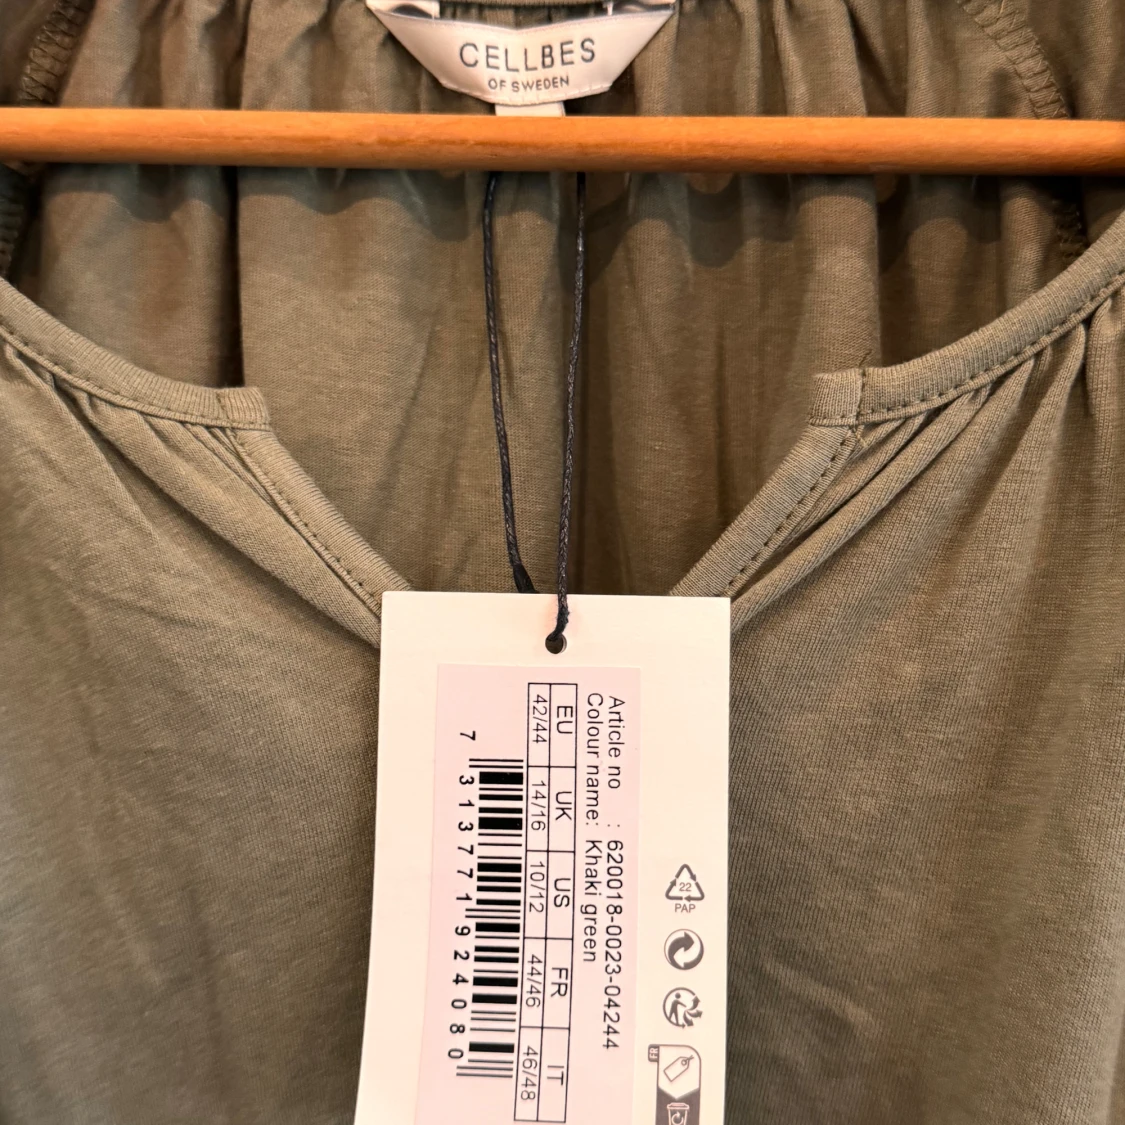 CELLBES
OF SWEDEN
Article no : 620018-0023-04244
Colour name: Khaki green
EU UK US FR IT
42/44 14/16 10/12 44/46 46/48
7 313771 924080
22
PAP
FR